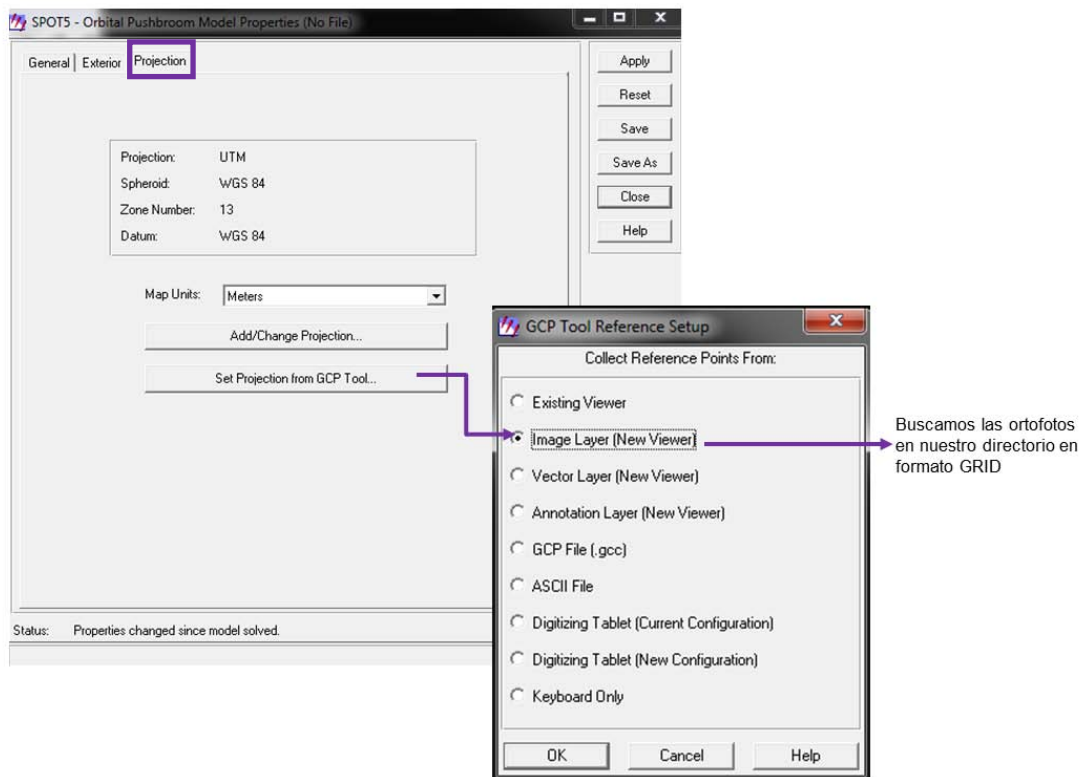 SPOT5 - Orbital Pushbroom Model Properties (No File)
General Exterior Projection
Projection: UTM
Spheroid: WGS 84
Zone Number: 13
Datum: WGS 84
Map Units: Meters
Add/Change Projection...
Set Projection from GCP Tool...
Status: Properties changed since model solved.
Apply
Reset
Save
Save As
Close
Help
GCP Tool Reference Setup
Collect Reference Points From:
Existing Viewer
Image Layer (New Viewer)
Vector Layer (New Viewer)
Annotation Layer (New Viewer)
GCP File (.gcc)
ASCII File
Digitizing Tablet (Current Configuration)
Digitizing Tablet (New Configuration)
Keyboard Only
OK Cancel Help
Buscamos las ortofotos
en nuestro directorio en
formato GRID